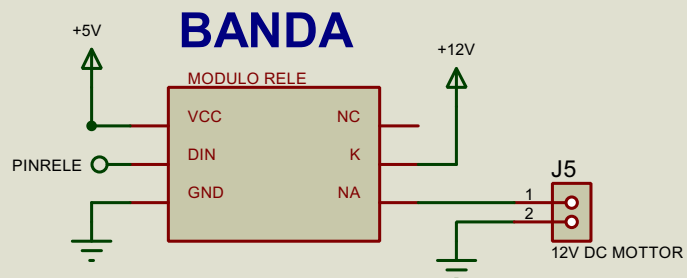 BANDA
+5V
+12V
MODULO RELE
VCC
NC
PINRELE
DIN
K
GND
NA
J5
1
2
12V DC MOTTOR